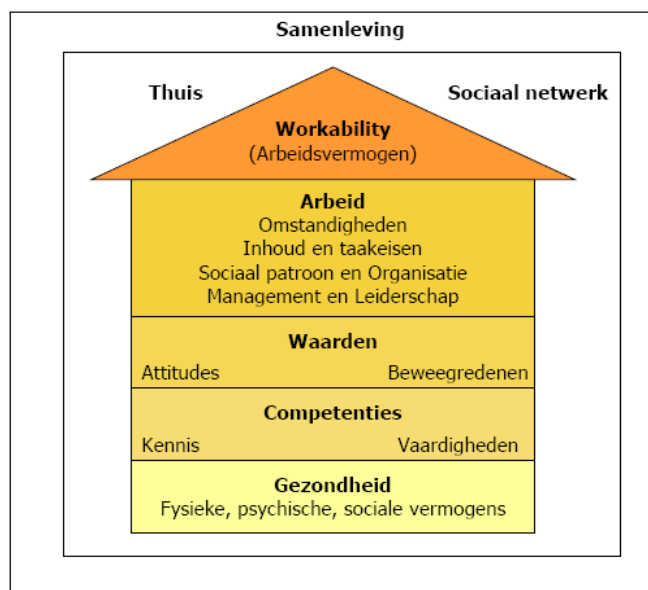 Samenleving
Thuis
Sociaal netwerk
Workability
(Arbeidsvermogen)
Arbeid
Omstandigheden
Inhoud en taakeisen
Sociaal patroon en Organisatie
Management en Leiderschap
Waarden
Attitudes
Beweegredenen
Competenties
Kennis
Vaardigheden
Gezondheid
Fysieke, psychische, sociale vermogens